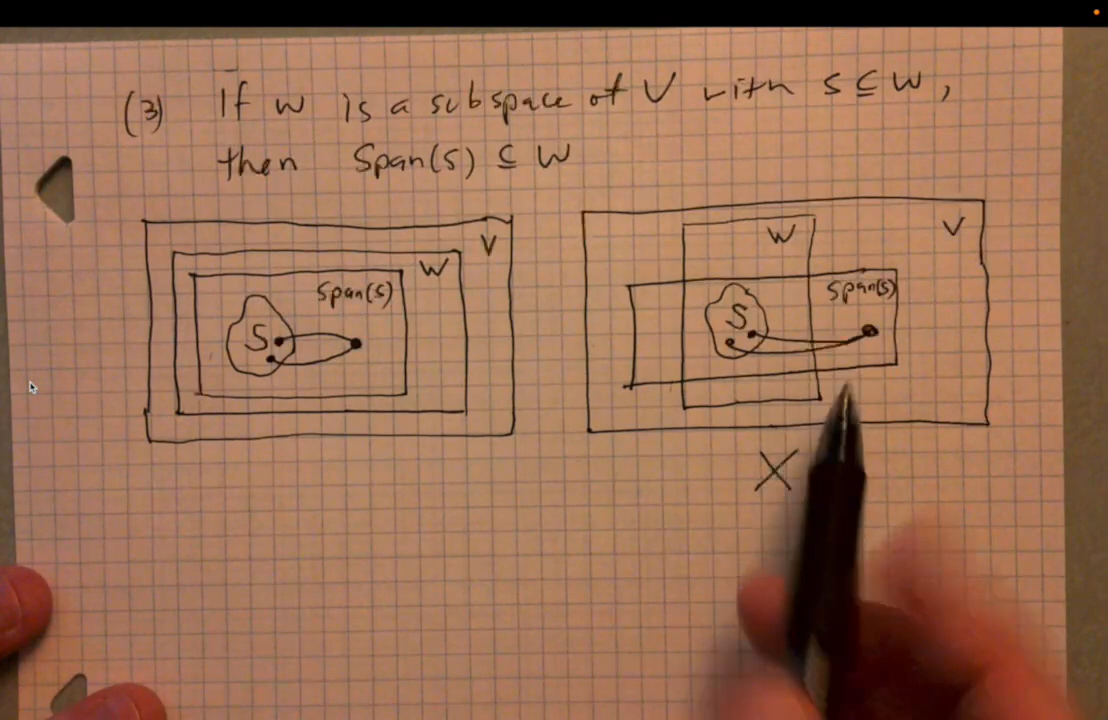 (3) If W is a subspace of V with S ⊆ W,
then Span(S) ⊆ W
V
W
Span(S)
S
V
W
Span(S)
S
X